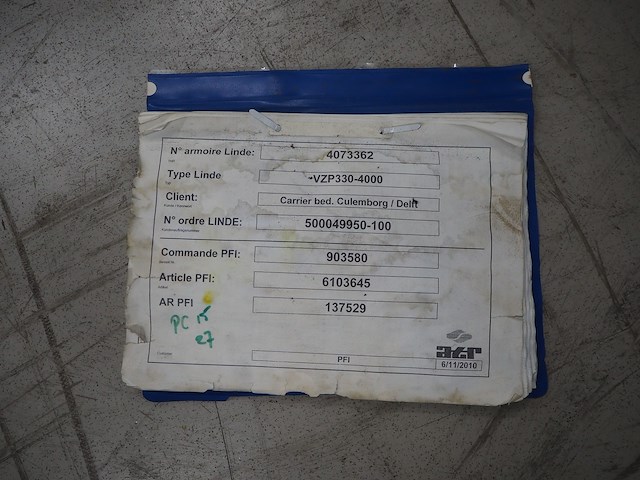 N° armoire Linde: 4073362
Type Linde VZP330-4000
Client: Carrier bed. Culemborg / Delft
N° ordre LINDE: 500049950-100
Commande PFI: 903580
Article PFI: 6103645
AR PFI 137529
PC
e7
PFI
6/11/2010